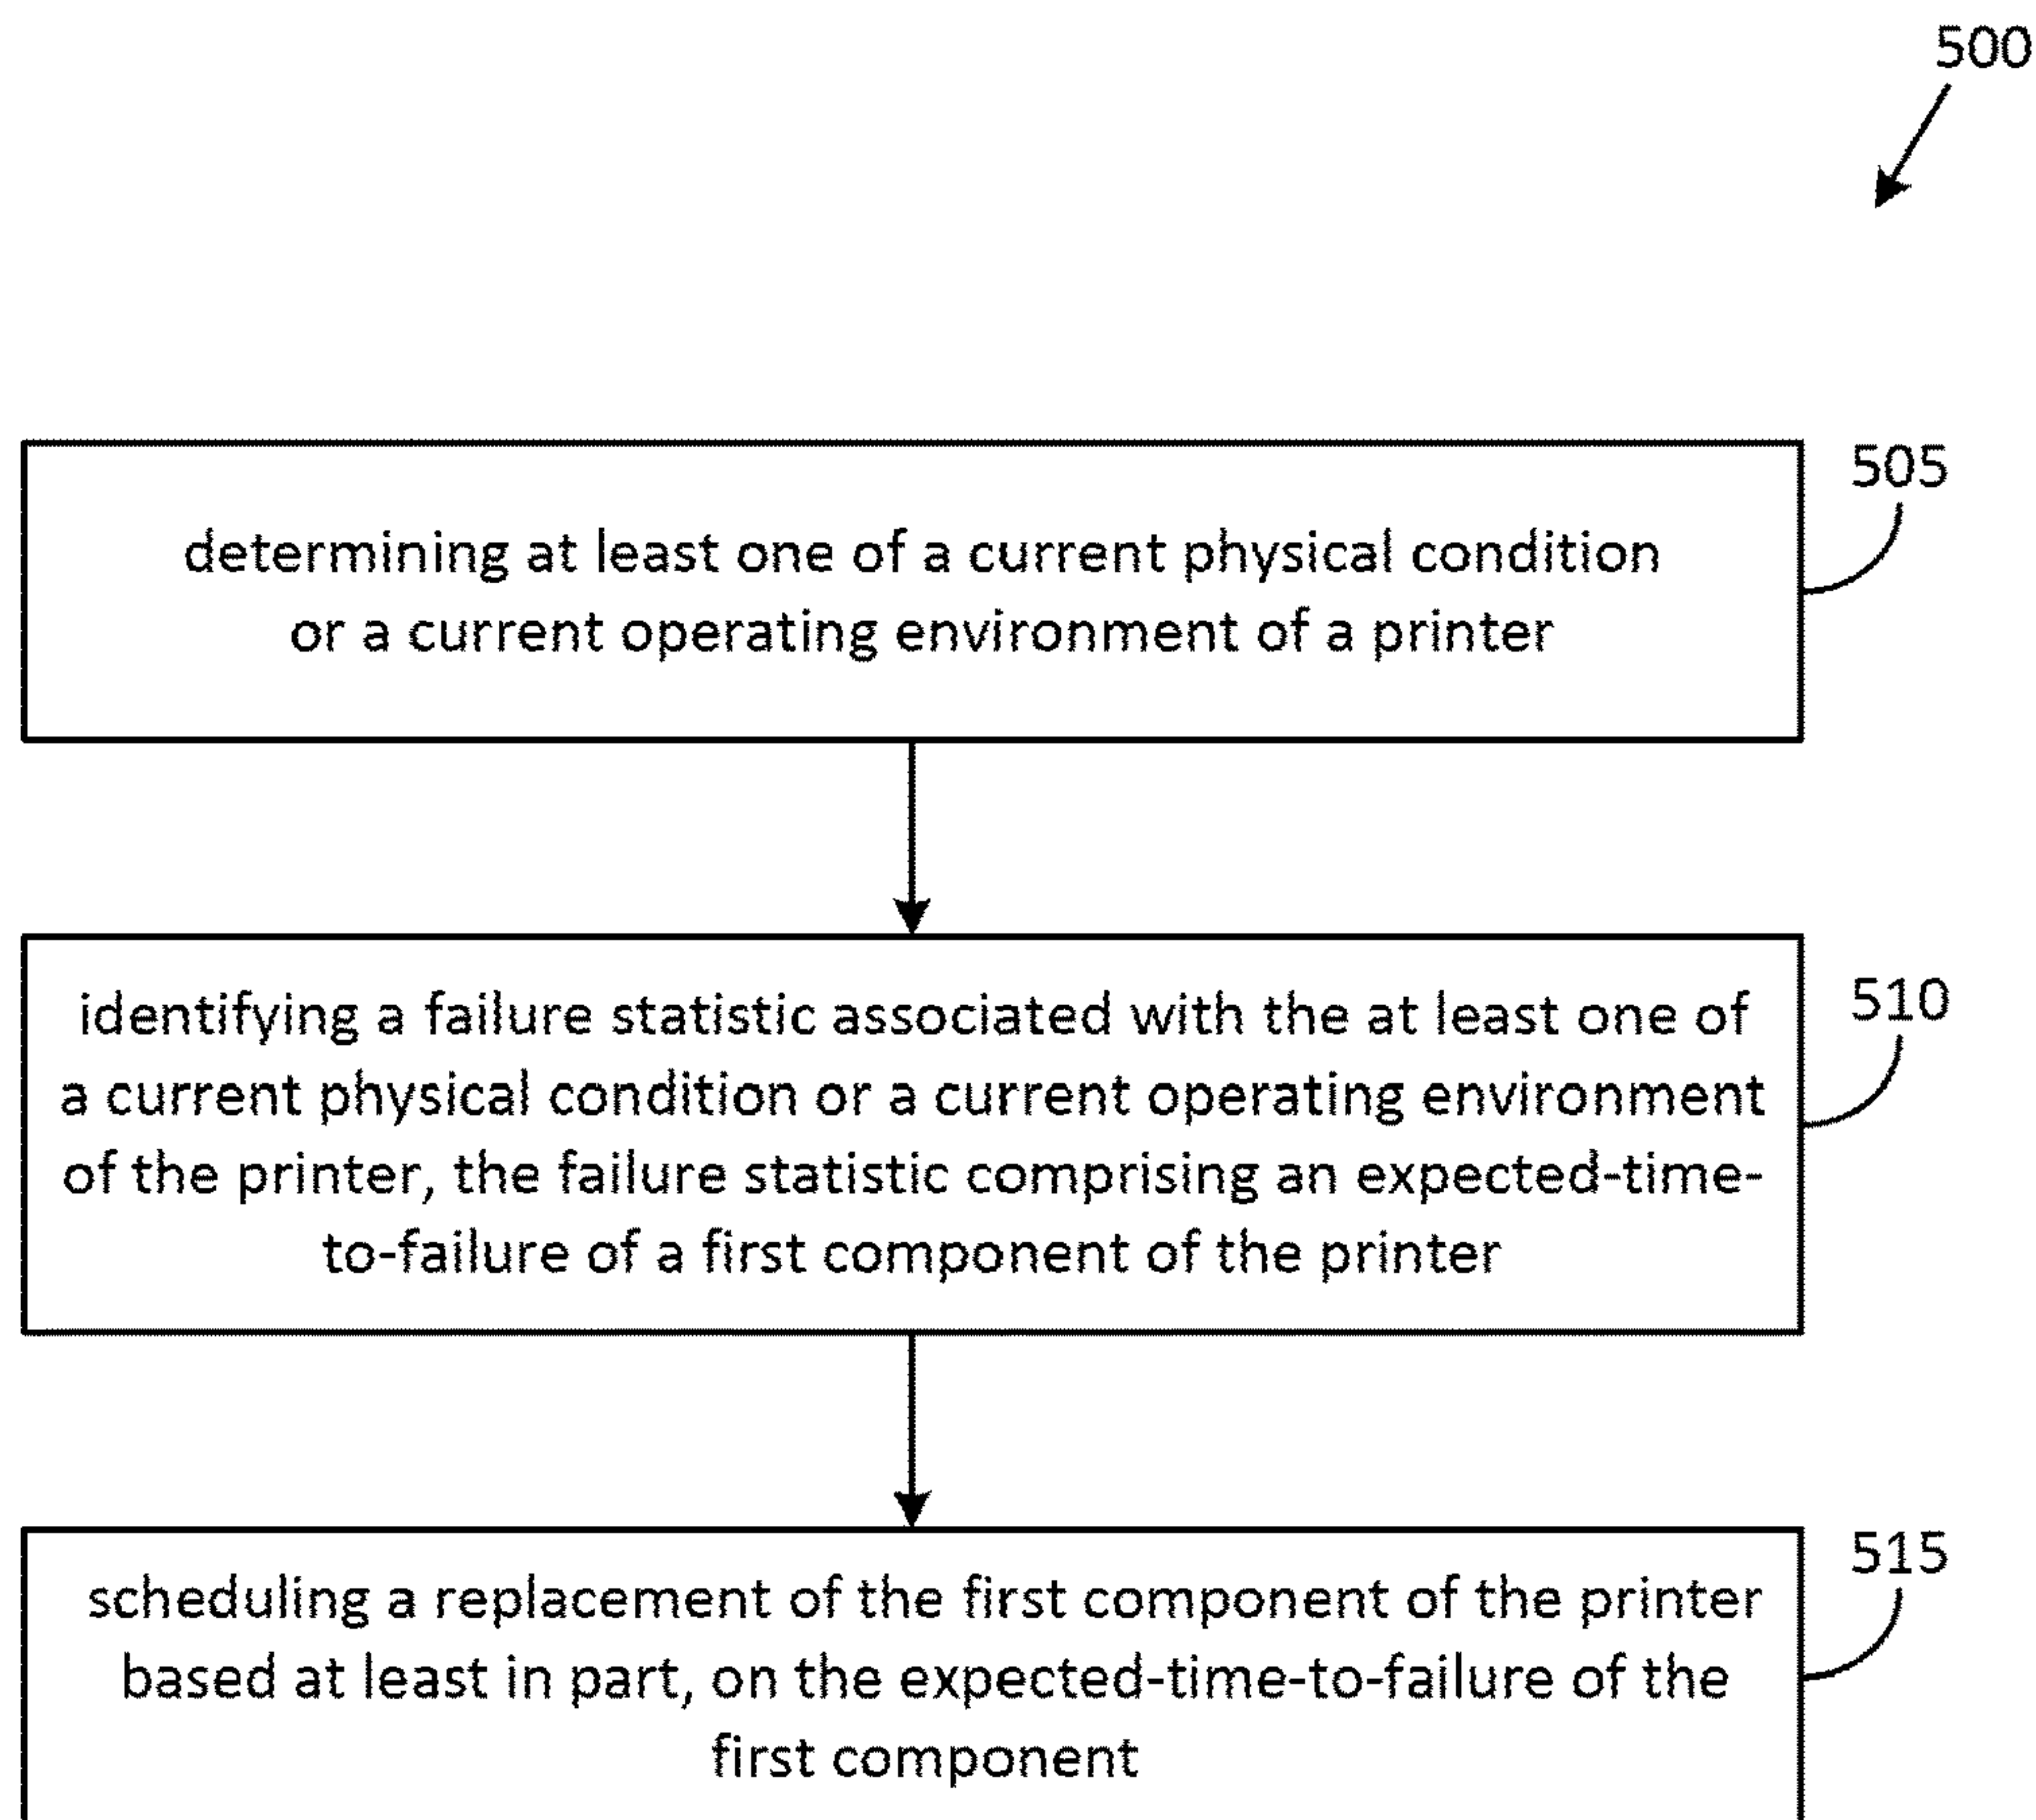 500
505
determining at least one of a current physical condition
or a current operating environment of a printer
510
identifying a failure statistic associated with the at least one of
a current physical condition or a current operating environment
of the printer, the failure statistic comprising an expected-time-
to-failure of a first component of the printer
515
scheduling a replacement of the first component of the printer
based at least in part, on the expected-time-to-failure of the
first component